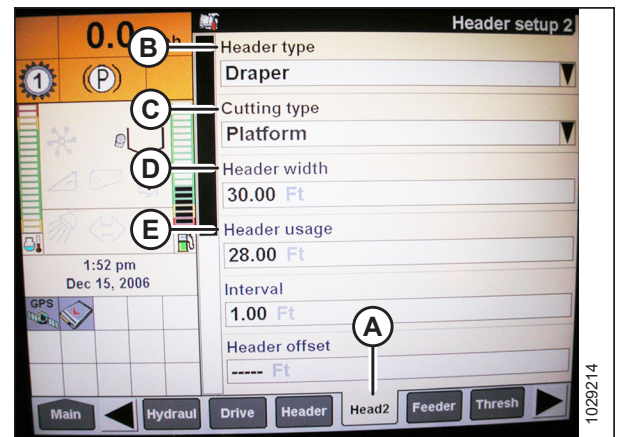 0.0
Header setup 2
B
Header type
Draper
1
P
C
Cutting type
Platform
D
Header width
30.00 Ft
E
Header usage
28.00 Ft
1:52 pm
Dec 15, 2006
Interval
1.00 Ft
GPS
A
Header offset
----- Ft
Main
Hydraul
Drive
Header
Head2
Feeder
Thresh
1029214